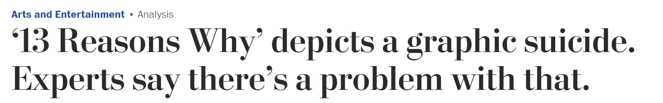 Arts and Entertainment • Analysis
‘13 Reasons Why’ depicts a graphic suicide.
Experts say there’s a problem with that.